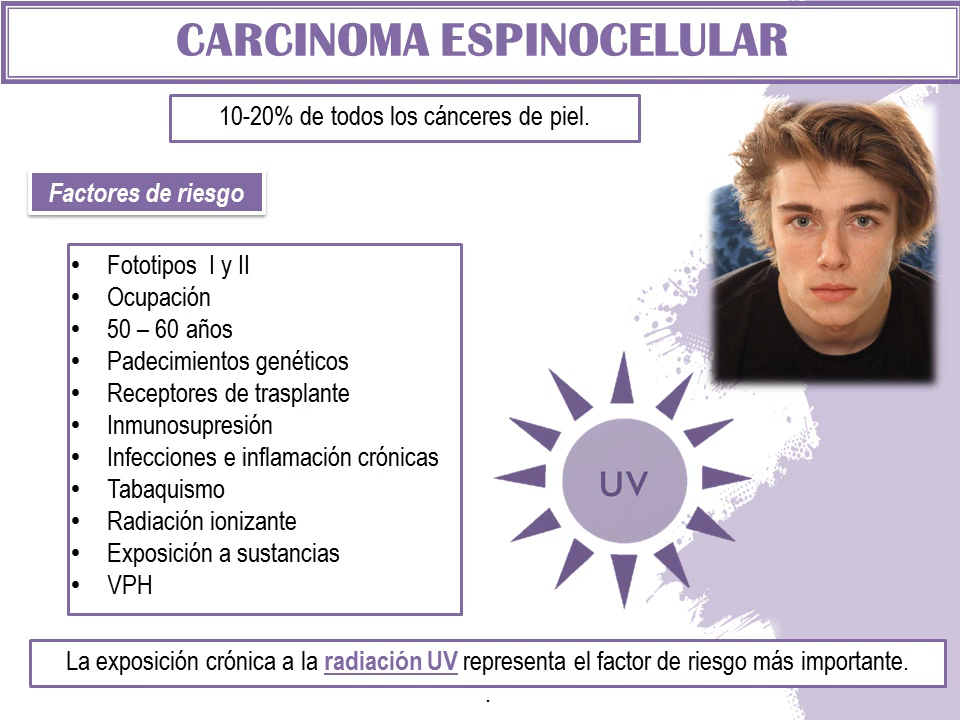 CARCINOMA ESPINOCELULAR
10-20% de todos los cánceres de piel.
Factores de riesgo
• Fototipos I y II
• Ocupación
• 50 – 60 años
• Padecimientos genéticos
• Receptores de trasplante
• Inmunosupresión
• Infecciones e inflamación crónicas
• Tabaquismo
• Radiación ionizante
• Exposición a sustancias
• VPH
UV
La exposición crónica a la radiación UV representa el factor de riesgo más importante.
.